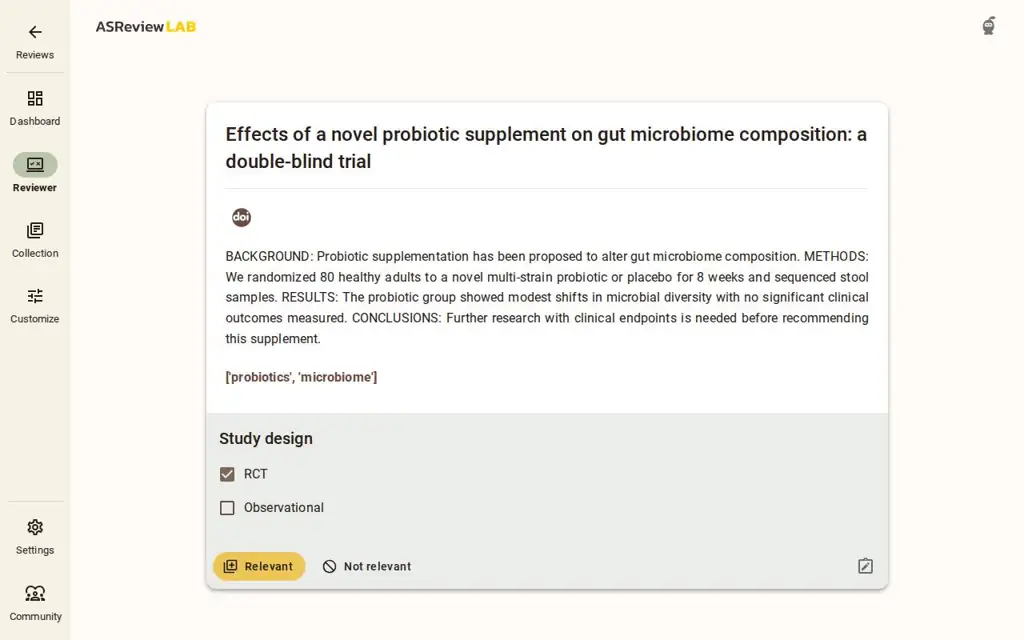 Reviews
Dashboard
Reviewer
Collection
Customize
Settings
Community
ASReview LAB
Effects of a novel probiotic supplement on gut microbiome composition: a
double-blind trial
doi
BACKGROUND: Probiotic supplementation has been proposed to alter gut microbiome composition. METHODS:
We randomized 80 healthy adults to a novel multi-strain probiotic or placebo for 8 weeks and sequenced stool
samples. RESULTS: The probiotic group showed modest shifts in microbial diversity with no significant clinical
outcomes measured. CONCLUSIONS: Further research with clinical endpoints is needed before recommending
this supplement.
['probiotics', 'microbiome']
Study design
RCT
Observational
Relevant
Not relevant